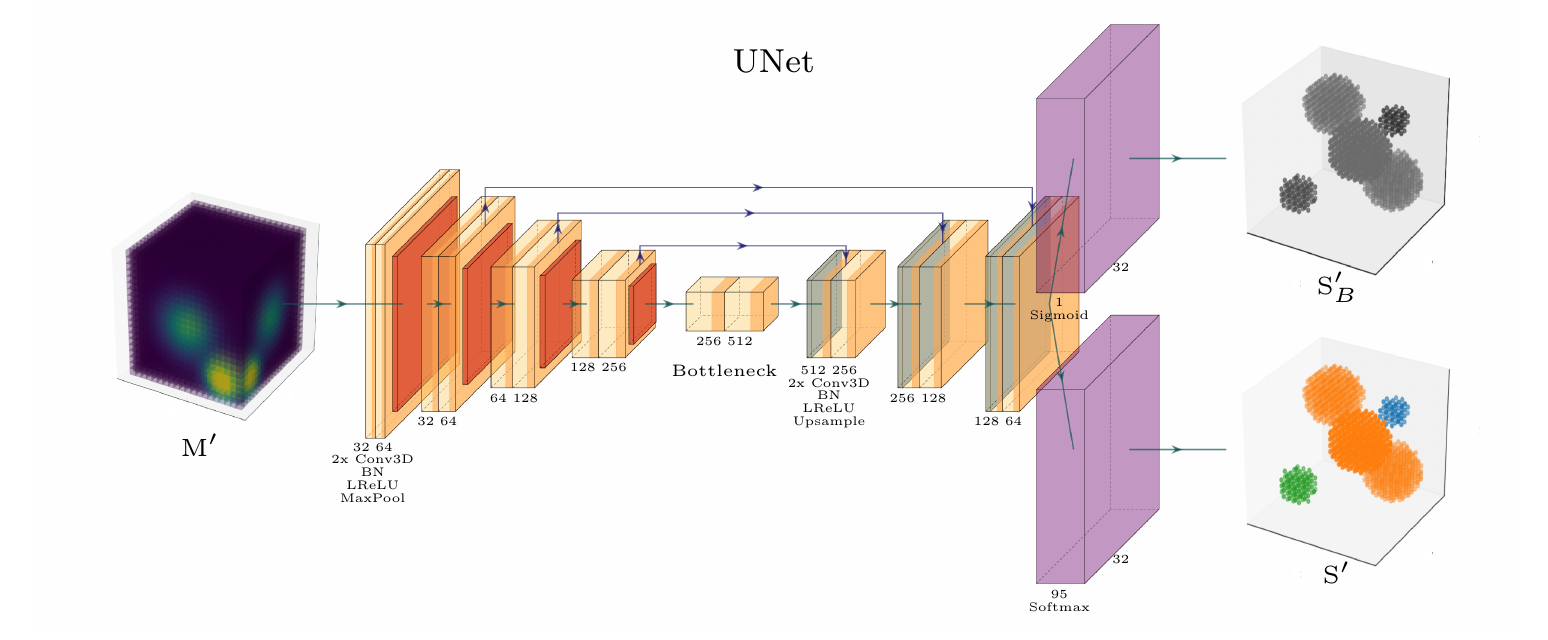 UNet
M′
32 64
2x Conv3D
BN
LReLU
MaxPool
32 64
64 128
128 256
256 512
Bottleneck
512 256
2x Conv3D
BN
LReLU
Upsample
256 128
128 64
1
Sigmoid
32
S′B
95
Softmax
32
S′